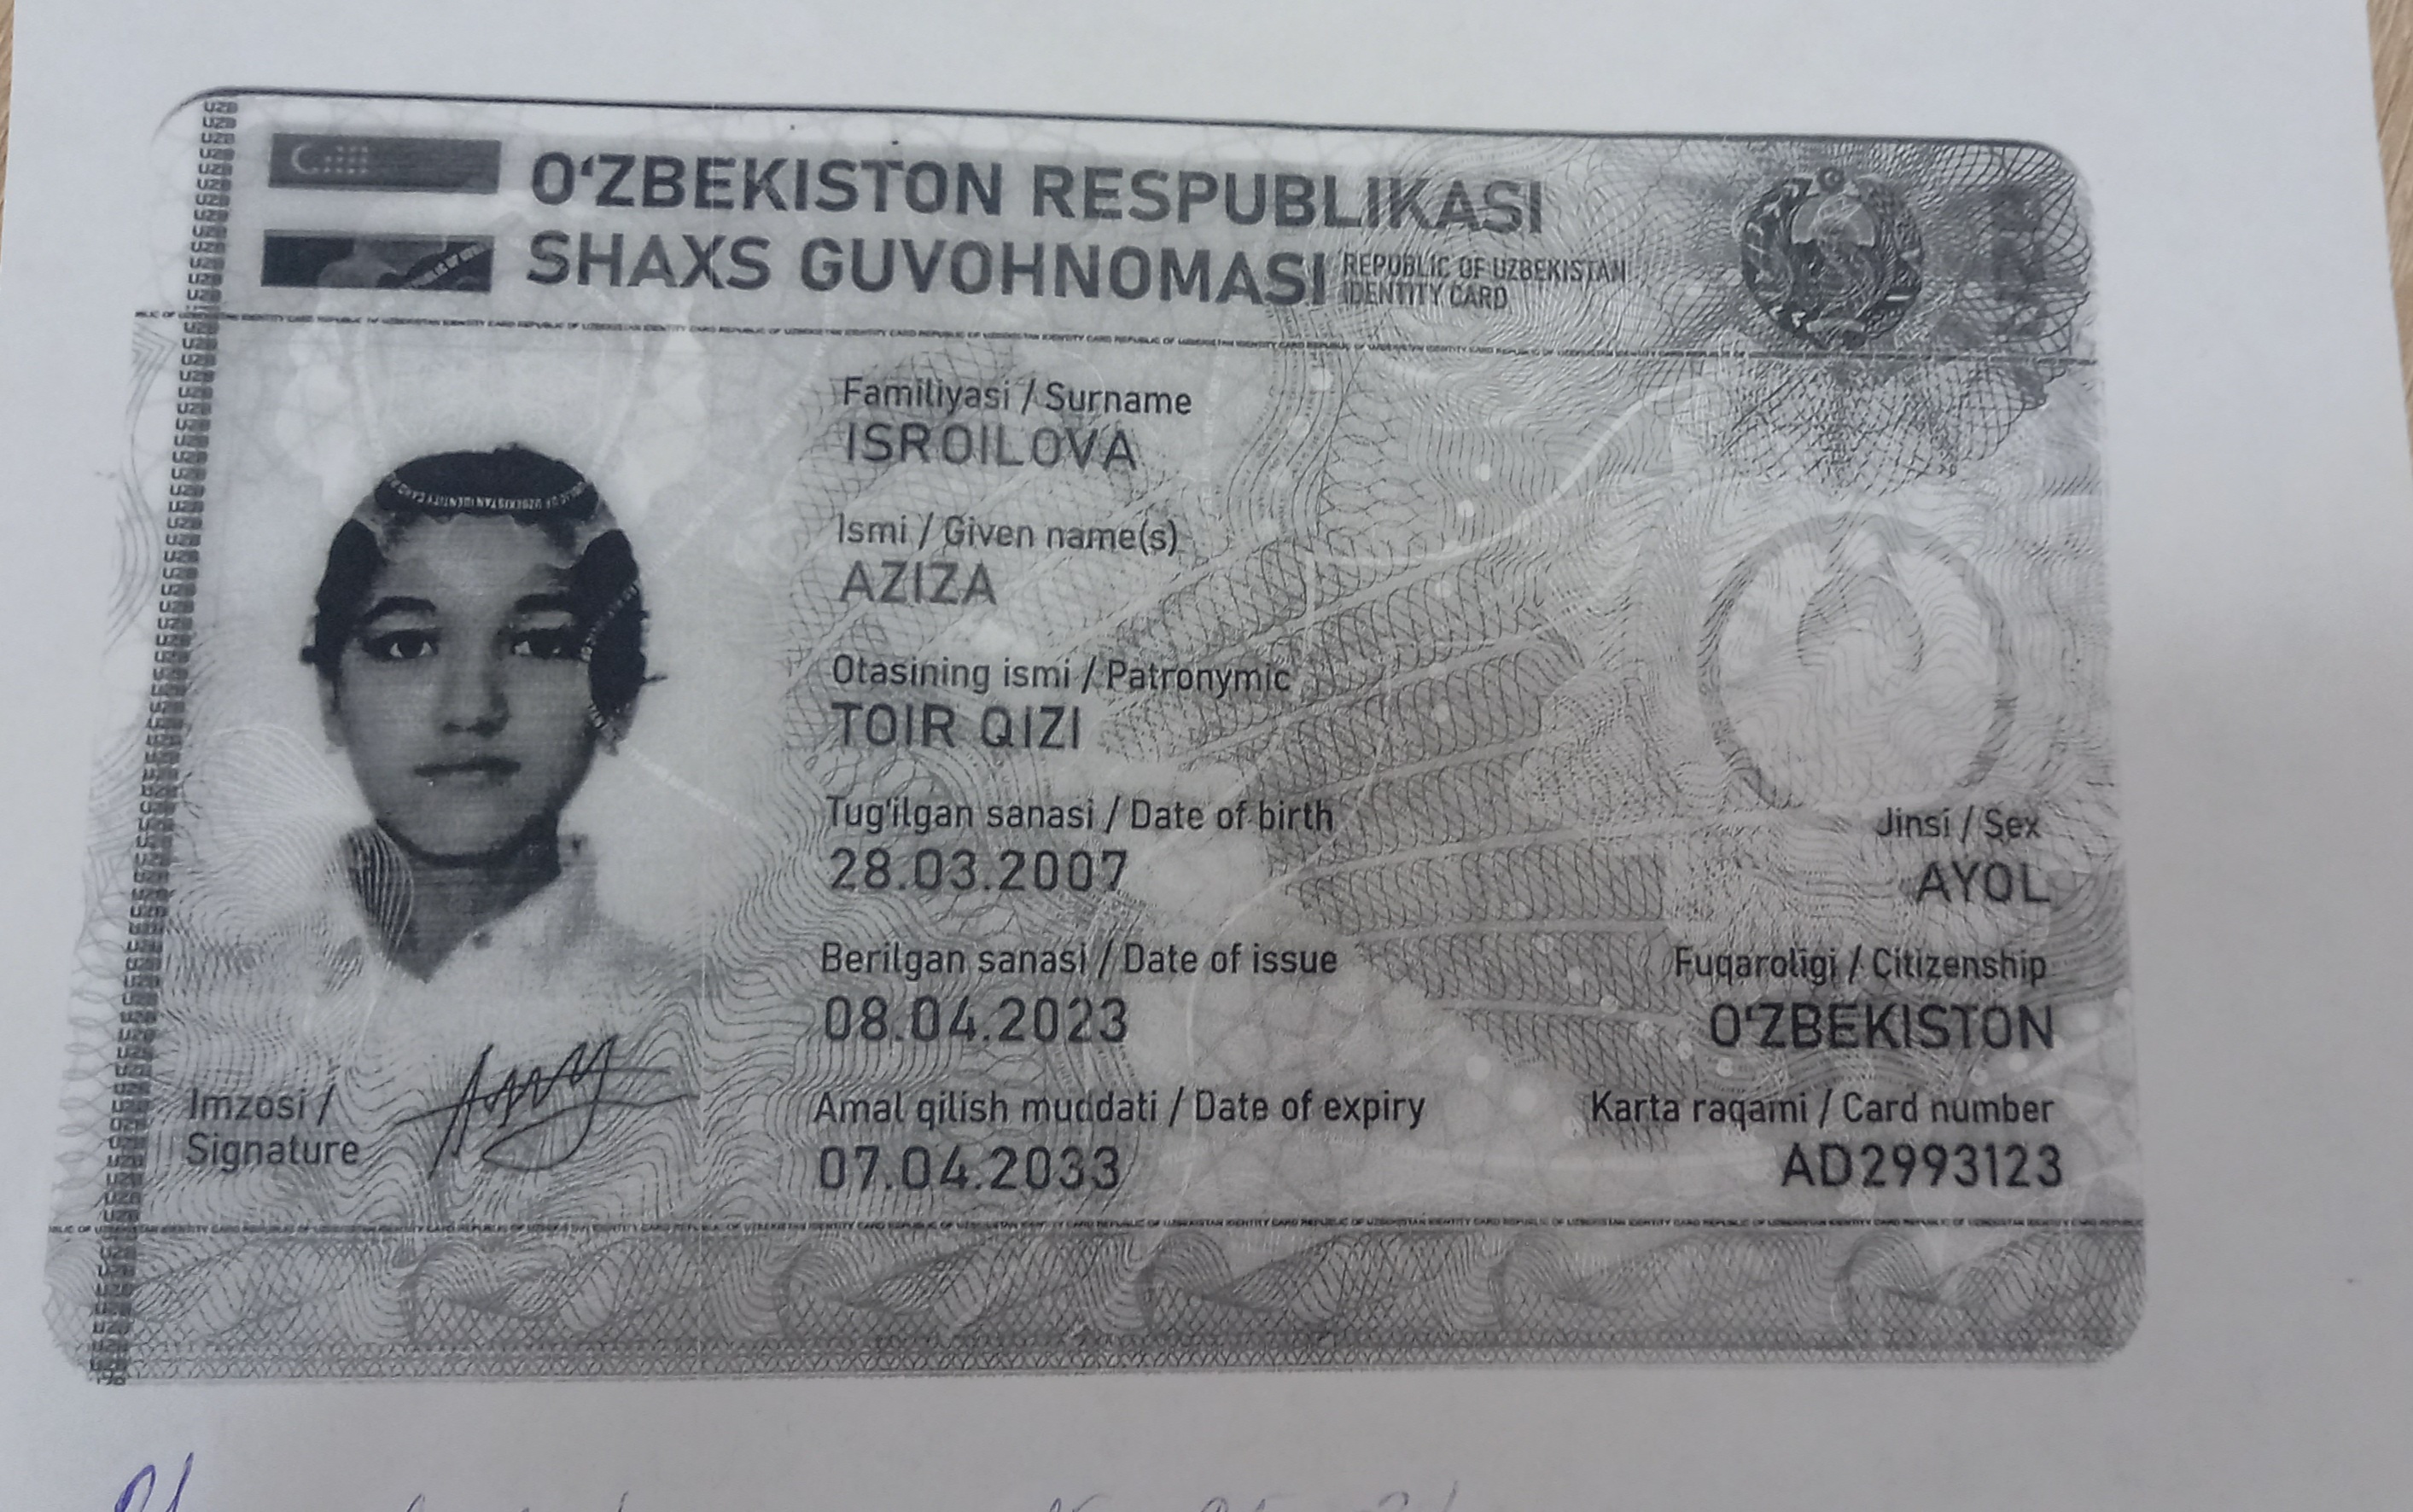 O'ZBEKISTON RESPUBLIKASI
SHAXS GUVOHNOMASI REPUBLIC OF UZBEKISTAN
IDENTITY CARD
Familiyasi / Surname
ISROILOVA
Ismi / Given name(s)
AZIZA
Otasining ismi / Patronymic
TOIR QIZI
Tug'ilgan sanasi / Date of birth
28.03.2007
Jinsi / Sex
AYOL
Berilgan sanasi / Date of issue
08.04.2023
Fuqaroligi / Citizenship
O'ZBEKISTON
Imzosi /
Signature
Amal qilish muddati / Date of expiry
07.04.2033
Karta raqami / Card number
AD2993123